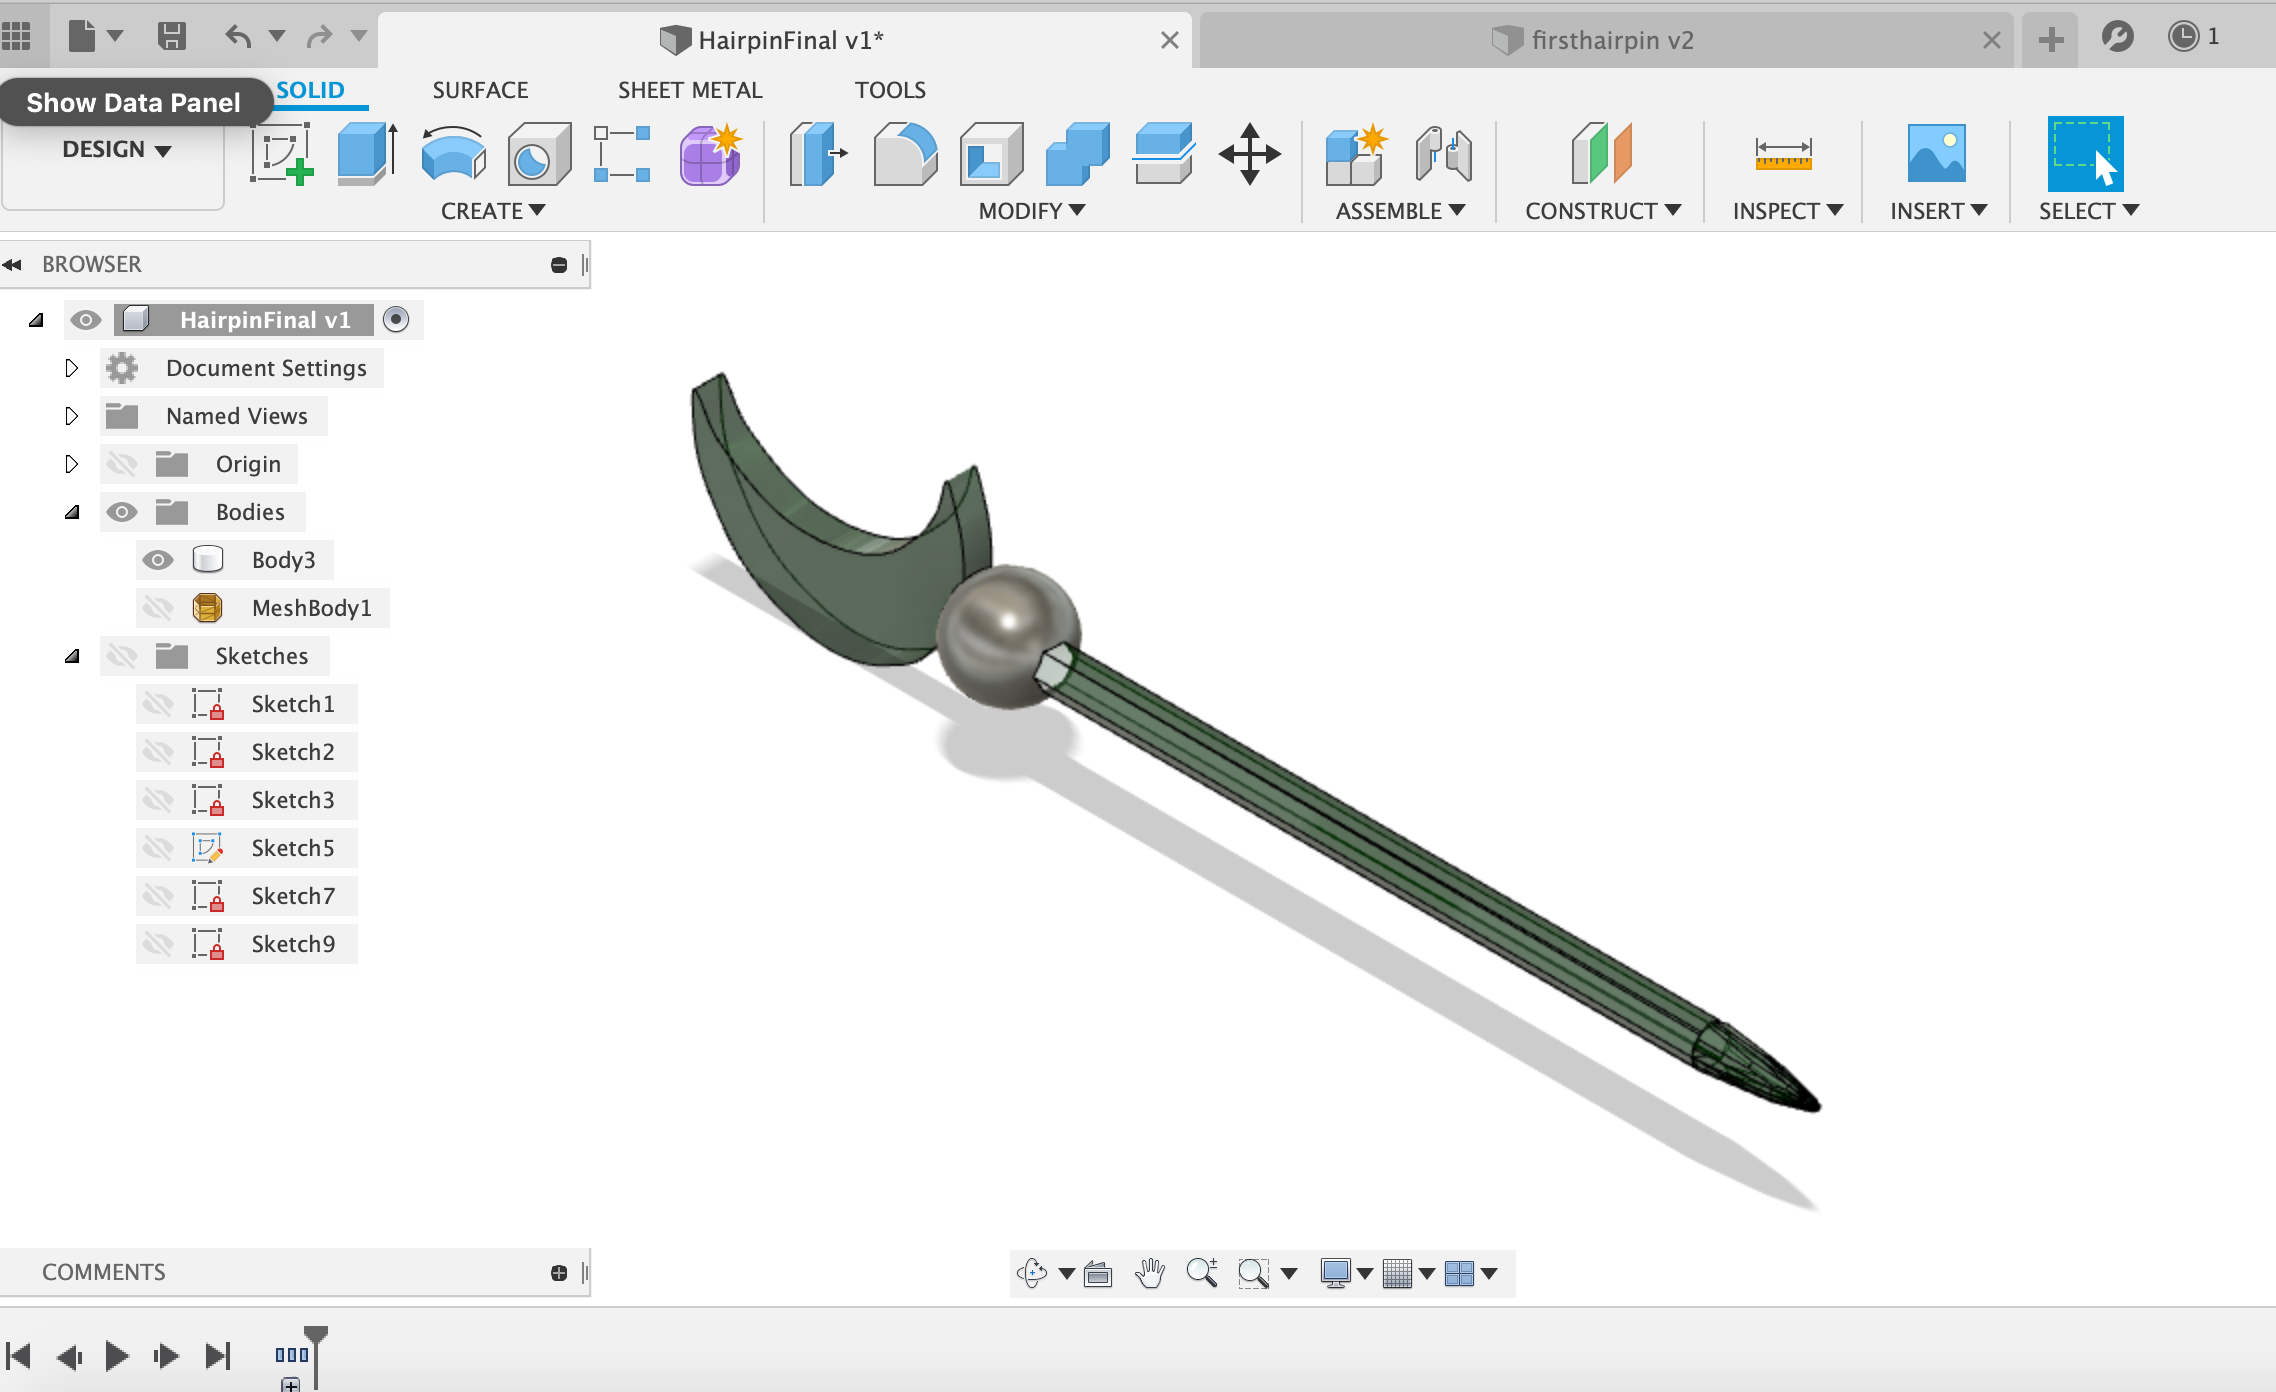 HairpinFinal v1*
firsthairpin v2
1
Show Data Panel
SOLID
SURFACE
SHEET METAL
TOOLS
DESIGN
CREATE
MODIFY
ASSEMBLE
CONSTRUCT
INSPECT
INSERT
SELECT
BROWSER
HairpinFinal v1
Document Settings
Named Views
Origin
Bodies
Body3
MeshBody1
Sketches
Sketch1
Sketch2
Sketch3
Sketch5
Sketch7
Sketch9
COMMENTS